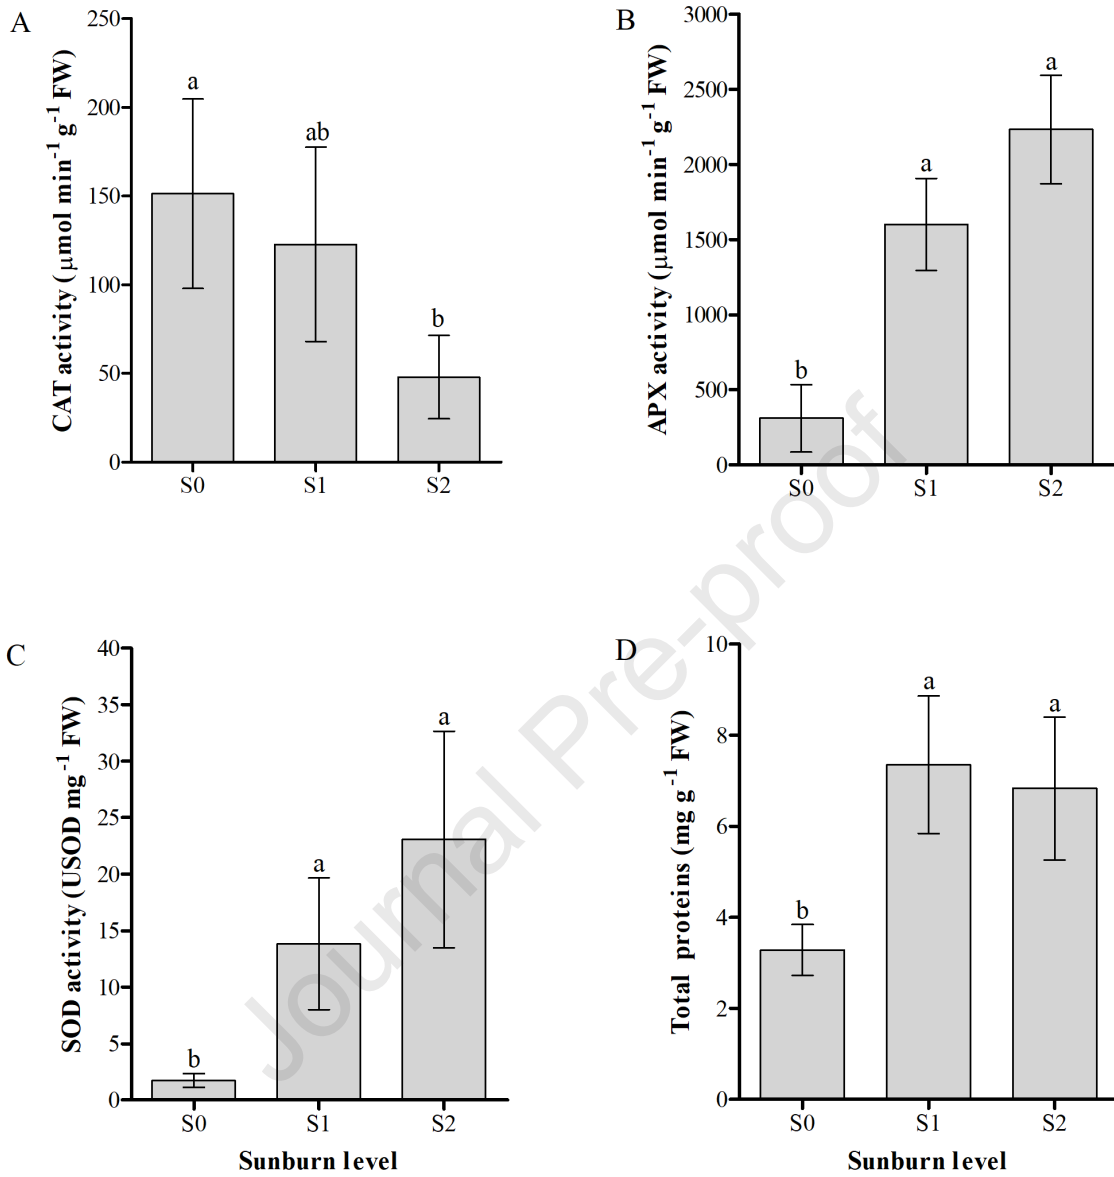 A
CAT activity (μmol min⁻¹ g⁻¹ FW)
250
200
150
100
50
0
a
ab
b
S0 S1 S2
B
APX activity (μmol min⁻¹ g⁻¹ FW)
3000
2500
2000
1500
1000
500
0
b
a
a
S0 S1 S2
C
SOD activity (USOD mg⁻¹ FW)
40
35
30
25
20
15
10
5
0
b
a
a
S0 S1 S2
Sunburn level
D
Total proteins (mg g⁻¹ FW)
10
8
6
4
2
0
b
a
a
S0 S1 S2
Sunburn level
Journal Pre-proof